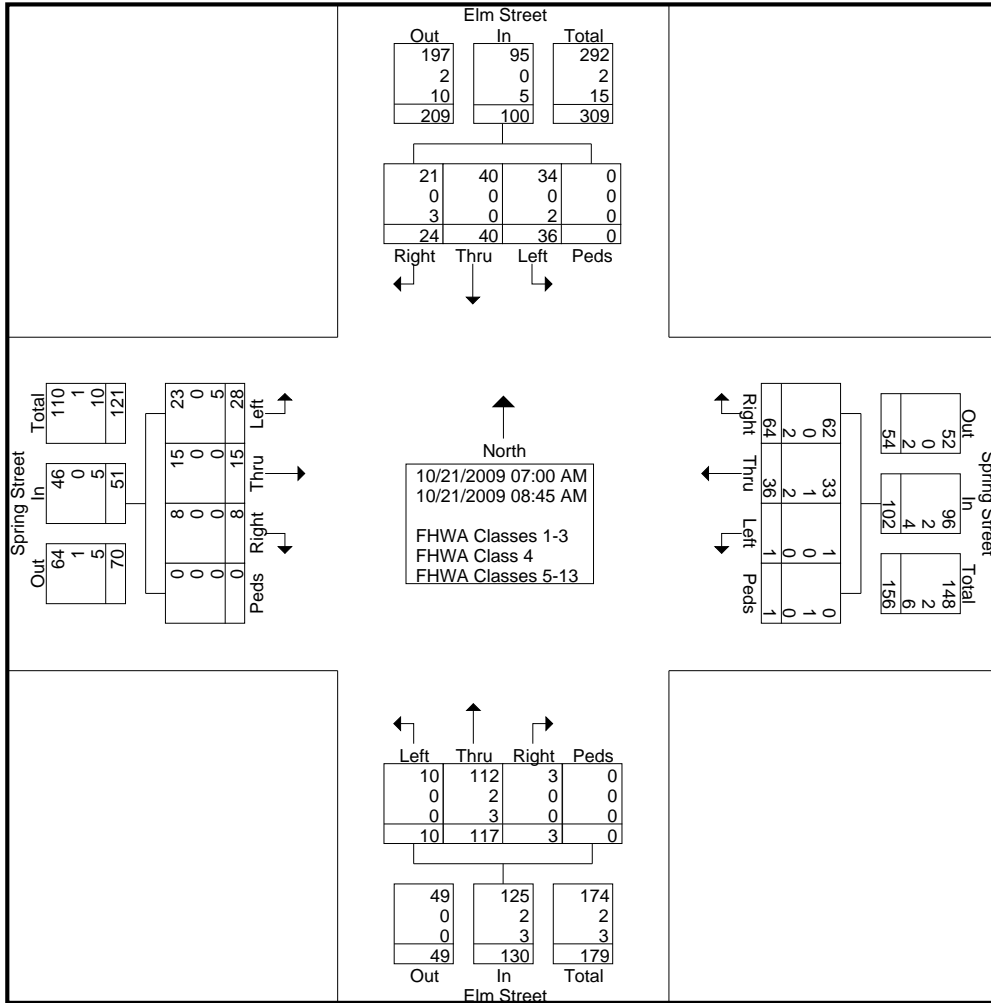 Elm Street
Out In Total
197 95 292
2 0 2
10 5 15
209 100 309
21 40 34 0
0 0 0 0
3 0 2 0
24 40 36 0
Right Thru Left Peds
Spring Street
Total In Out
110 46 64
1 0 1
10 5 5
121 51 70
23 15 8 0
0 0 0 0
5 0 0 0
28 15 8 0
Left Thru Right Peds
North
10/21/2009 07:00 AM
10/21/2009 08:45 AM
FHWA Classes 1-3
FHWA Class 4
FHWA Classes 5-13
Right Thru Left Peds
62 33 1 0
0 1 0 1
2 2 0 0
64 36 1 1
Spring Street
Out In Total
52 96 148
0 2 2
2 4 6
54 102 156
Left Thru Right Peds
10 112 3 0
0 2 0 0
0 3 0 0
10 117 3 0
49 125 174
0 2 2
0 3 3
49 130 179
Out In Total
Elm Street